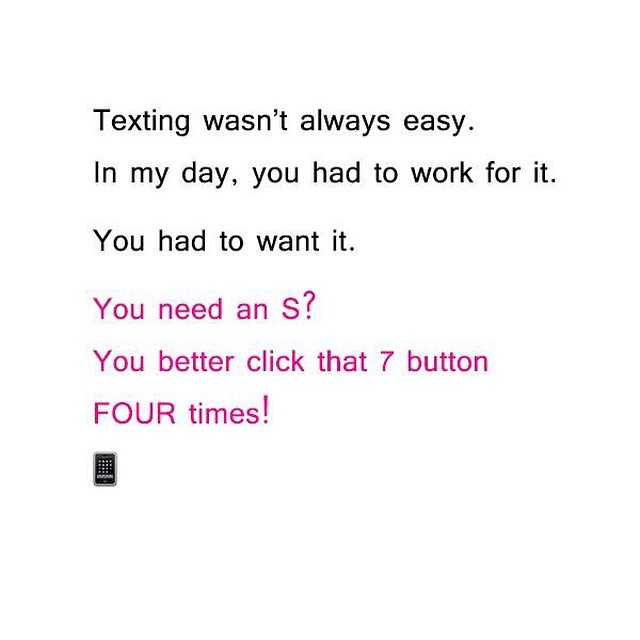 Texting wasn't always easy.
In my day, you had to work for it.
You had to want it.
You need an S?
You better click that 7 button
FOUR times!